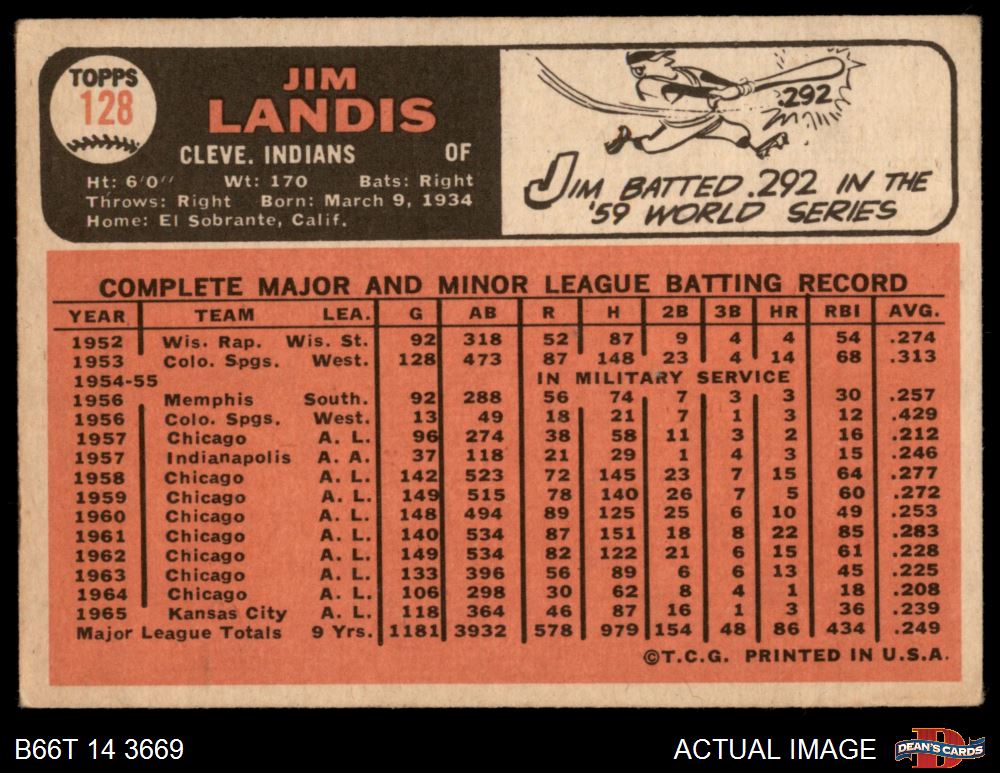 TOPPS
128
JIM
LANDIS
CLEVE. INDIANS OF
Ht: 6'0" Wt: 170 Bats: Right
Throws: Right Born: March 9, 1934
Home: El Sobrante, Calif.
.292
JIM BATTED .292 IN THE
'59 WORLD SERIES
COMPLETE MAJOR AND MINOR LEAGUE BATTING RECORD
YEAR TEAM LEA. G AB R H 2B 3B HR RBI AVG.
1952 Wis. Rap. Wis. St. 92 318 52 87 9 4 4 54 .274
1953 Colo. Spgs. West. 128 473 87 148 23 4 14 68 .313
1954-55 IN MILITARY SERVICE
1956 Memphis South. 92 288 56 74 7 3 3 30 .257
1956 Colo. Spgs. West. 13 49 18 21 7 1 3 12 .429
1957 Chicago A. L. 96 274 38 58 11 3 2 16 .212
1957 Indianapolis A. A. 37 118 21 29 1 4 3 15 .246
1958 Chicago A. L. 142 523 72 145 23 7 15 64 .277
1959 Chicago A. L. 149 515 78 140 26 7 5 60 .272
1960 Chicago A. L. 148 494 89 125 25 6 10 49 .253
1961 Chicago A. L. 140 534 87 151 18 8 22 85 .283
1962 Chicago A. L. 149 534 82 122 21 6 15 61 .228
1963 Chicago A. L. 133 396 56 89 6 6 13 45 .225
1964 Chicago A. L. 106 298 30 62 8 4 1 18 .208
1965 Kansas City A. L. 118 364 46 87 16 1 3 36 .239
Major League Totals 9 Yrs. 1181 3932 578 979 154 48 86 434 .249
©T.C.G. PRINTED IN U.S.A.
B66T 14 3669 ACTUAL IMAGE
D
DEAN'S CARDS